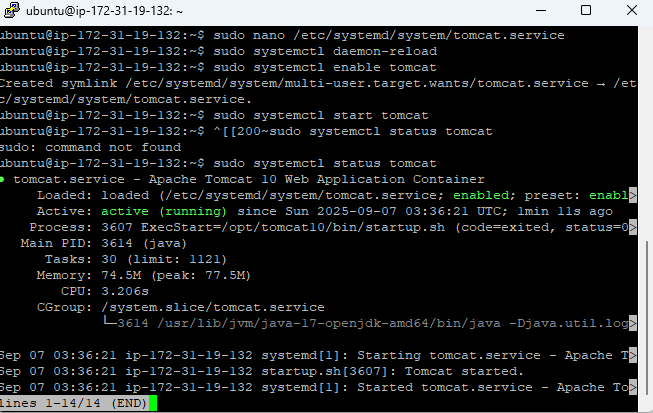 ubuntu@ip-172-31-19-132: ~
ubuntu@ip-172-31-19-132:~$ sudo nano /etc/systemd/system/tomcat.service
ubuntu@ip-172-31-19-132:~$ sudo systemctl daemon-reload
ubuntu@ip-172-31-19-132:~$ sudo systemctl enable tomcat
Created symlink /etc/systemd/system/multi-user.target.wants/tomcat.service → /et
c/systemd/system/tomcat.service.
ubuntu@ip-172-31-19-132:~$ sudo systemctl start tomcat
ubuntu@ip-172-31-19-132:~$ ^[[200~sudo systemctl status tomcat
sudo: command not found
ubuntu@ip-172-31-19-132:~$ sudo systemctl status tomcat
● tomcat.service - Apache Tomcat 10 Web Application Container
     Loaded: loaded (/etc/systemd/system/tomcat.service; enabled; preset: enabl>
     Active: active (running) since Sun 2025-09-07 03:36:21 UTC; 1min 11s ago
    Process: 3607 ExecStart=/opt/tomcat10/bin/startup.sh (code=exited, status=0>
   Main PID: 3614 (java)
      Tasks: 30 (limit: 1121)
     Memory: 74.5M (peak: 77.5M)
        CPU: 3.206s
     CGroup: /system.slice/tomcat.service
             └─3614 /usr/lib/jvm/java-17-openjdk-amd64/bin/java -Djava.util.log>
Sep 07 03:36:21 ip-172-31-19-132 systemd[1]: Starting tomcat.service - Apache T>
Sep 07 03:36:21 ip-172-31-19-132 startup.sh[3607]: Tomcat started.
Sep 07 03:36:21 ip-172-31-19-132 systemd[1]: Started tomcat.service - Apache To>
lines 1-14/14 (END)